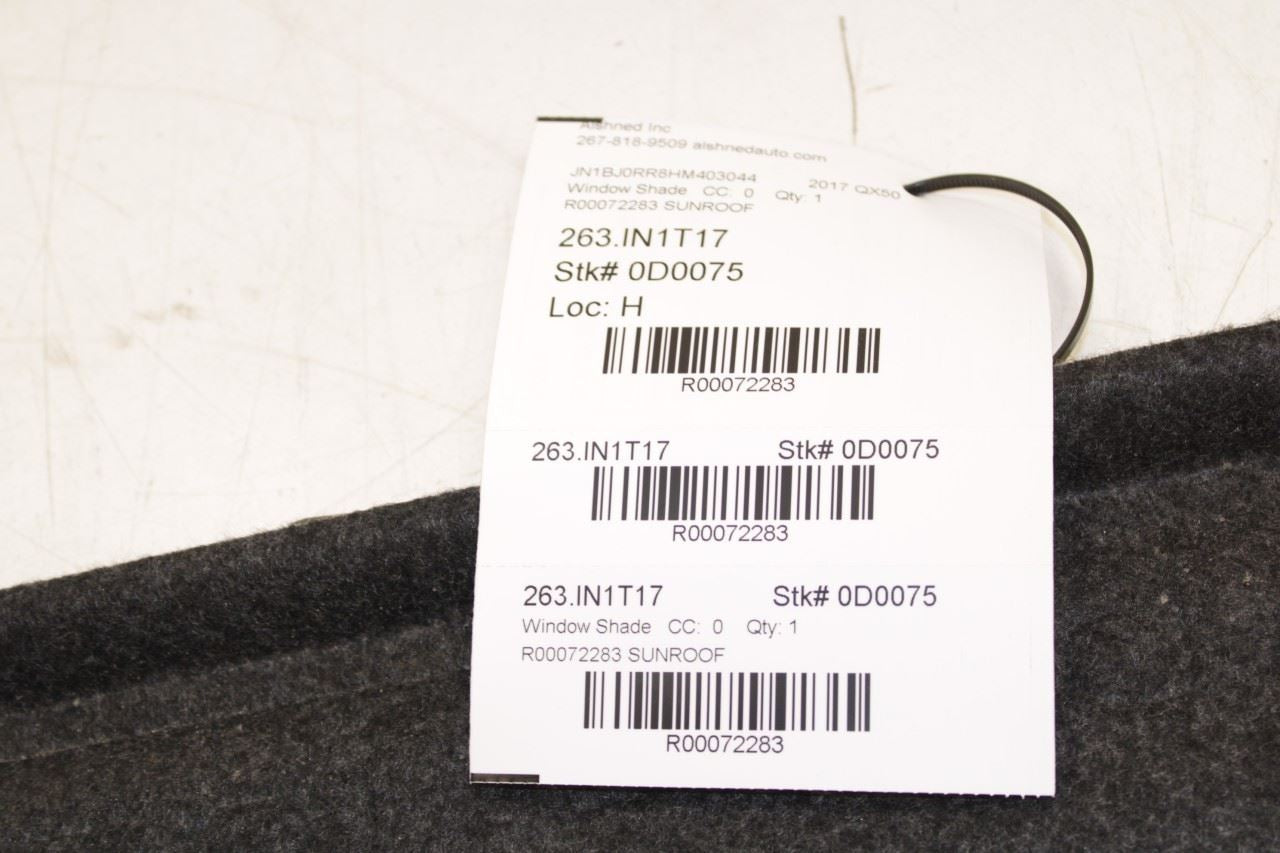 Alshned Inc
267-818-9509 alshnedauto.com
JN1BJ0RR8HM403044 2017 QX50
Window Shade CC: 0 Qty: 1
R00072283 SUNROOF
263.IN1T17
Stk# 0D0075
Loc: H
R00072283
263.IN1T17 Stk# 0D0075
R00072283
263.IN1T17 Stk# 0D0075
Window Shade CC: 0 Qty: 1
R00072283 SUNROOF
R00072283